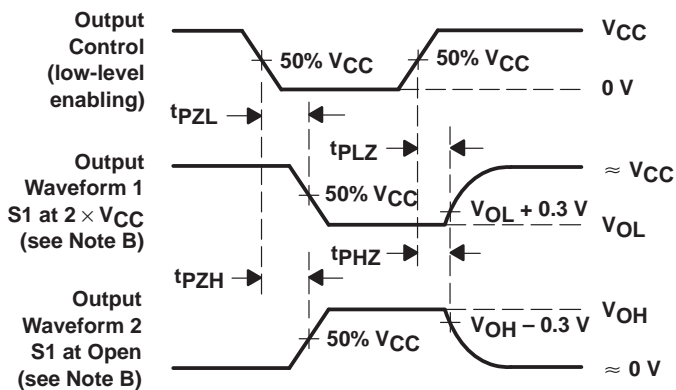 Output
Control
(low-level
enabling)
50% VCC
50% VCC
VCC
0 V
tPZL
tPLZ
Output
Waveform 1
S1 at 2 × VCC
(see Note B)
50% VCC
≈ VCC
VOL + 0.3 V
VOL
tPHZ
tPZH
Output
Waveform 2
S1 at Open
(see Note B)
50% VCC
VOH
VOH − 0.3 V
≈ 0 V